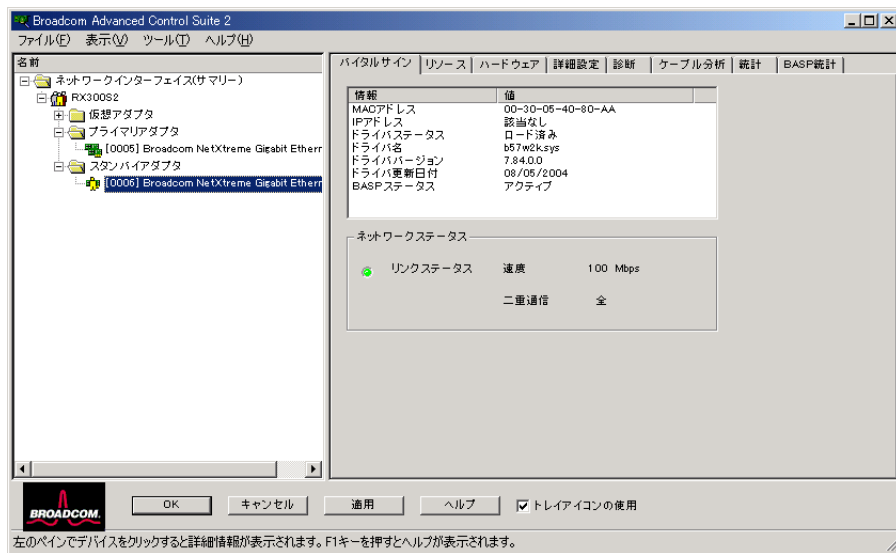 Broadcom Advanced Control Suite 2
ファイル(F) 表示(V) ツール(T) ヘルプ(H)
名前
ネットワークインターフェイス(サマリー)
RX300S2
仮想アダプタ
プライマリアダプタ
[0005] Broadcom NetXtreme Gigabit Etherr
スタンバイアダプタ
[0006] Broadcom NetXtreme Gigabit Etherr
バイタルサイン リソース ハードウェア 詳細設定 診断 ケーブル分析 統計 BASP統計
情報 値
MACアドレス 00-30-05-40-80-AA
IPアドレス 該当なし
ドライバステータス ロード済み
ドライバ名 b57w2k.sys
ドライババージョン 7.84.0.0
ドライバ更新日付 08/05/2004
BASPステータス アクティブ
ネットワークステータス
リンクステータス 速度 100 Mbps
二重通信 全
BROADCOM.
OK キャンセル 適用 ヘルプ トレイアイコンの使用
左のペインでデバイスをクリックすると詳細情報が表示されます。F1キーを押すとヘルプが表示されます。